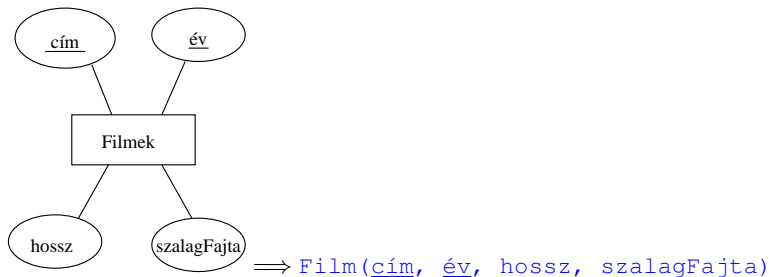 cím
év
Filmek
hossz
szalagFajta
⟹ Film(cím, év, hossz, szalagFajta)